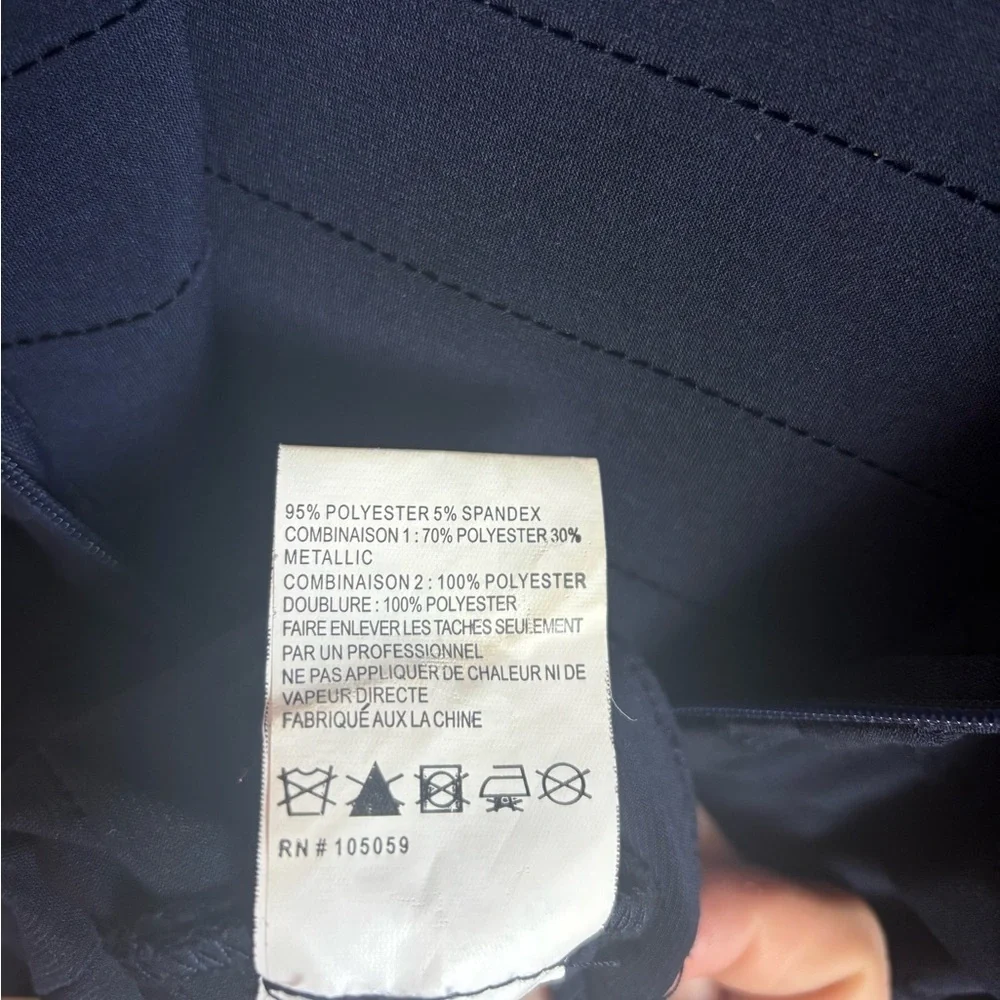 95% POLYESTER 5% SPANDEX
COMBINAISON 1 : 70% POLYESTER 30%
METALLIC
COMBINAISON 2 : 100% POLYESTER
DOUBLURE : 100% POLYESTER
FAIRE ENLEVER LES TACHES SEULEMENT
PAR UN PROFESSIONNEL
NE PAS APPLIQUER DE CHALEUR NI DE
VAPEUR DIRECTE
FABRIQUÉ AUX LA CHINE
RN # 105059